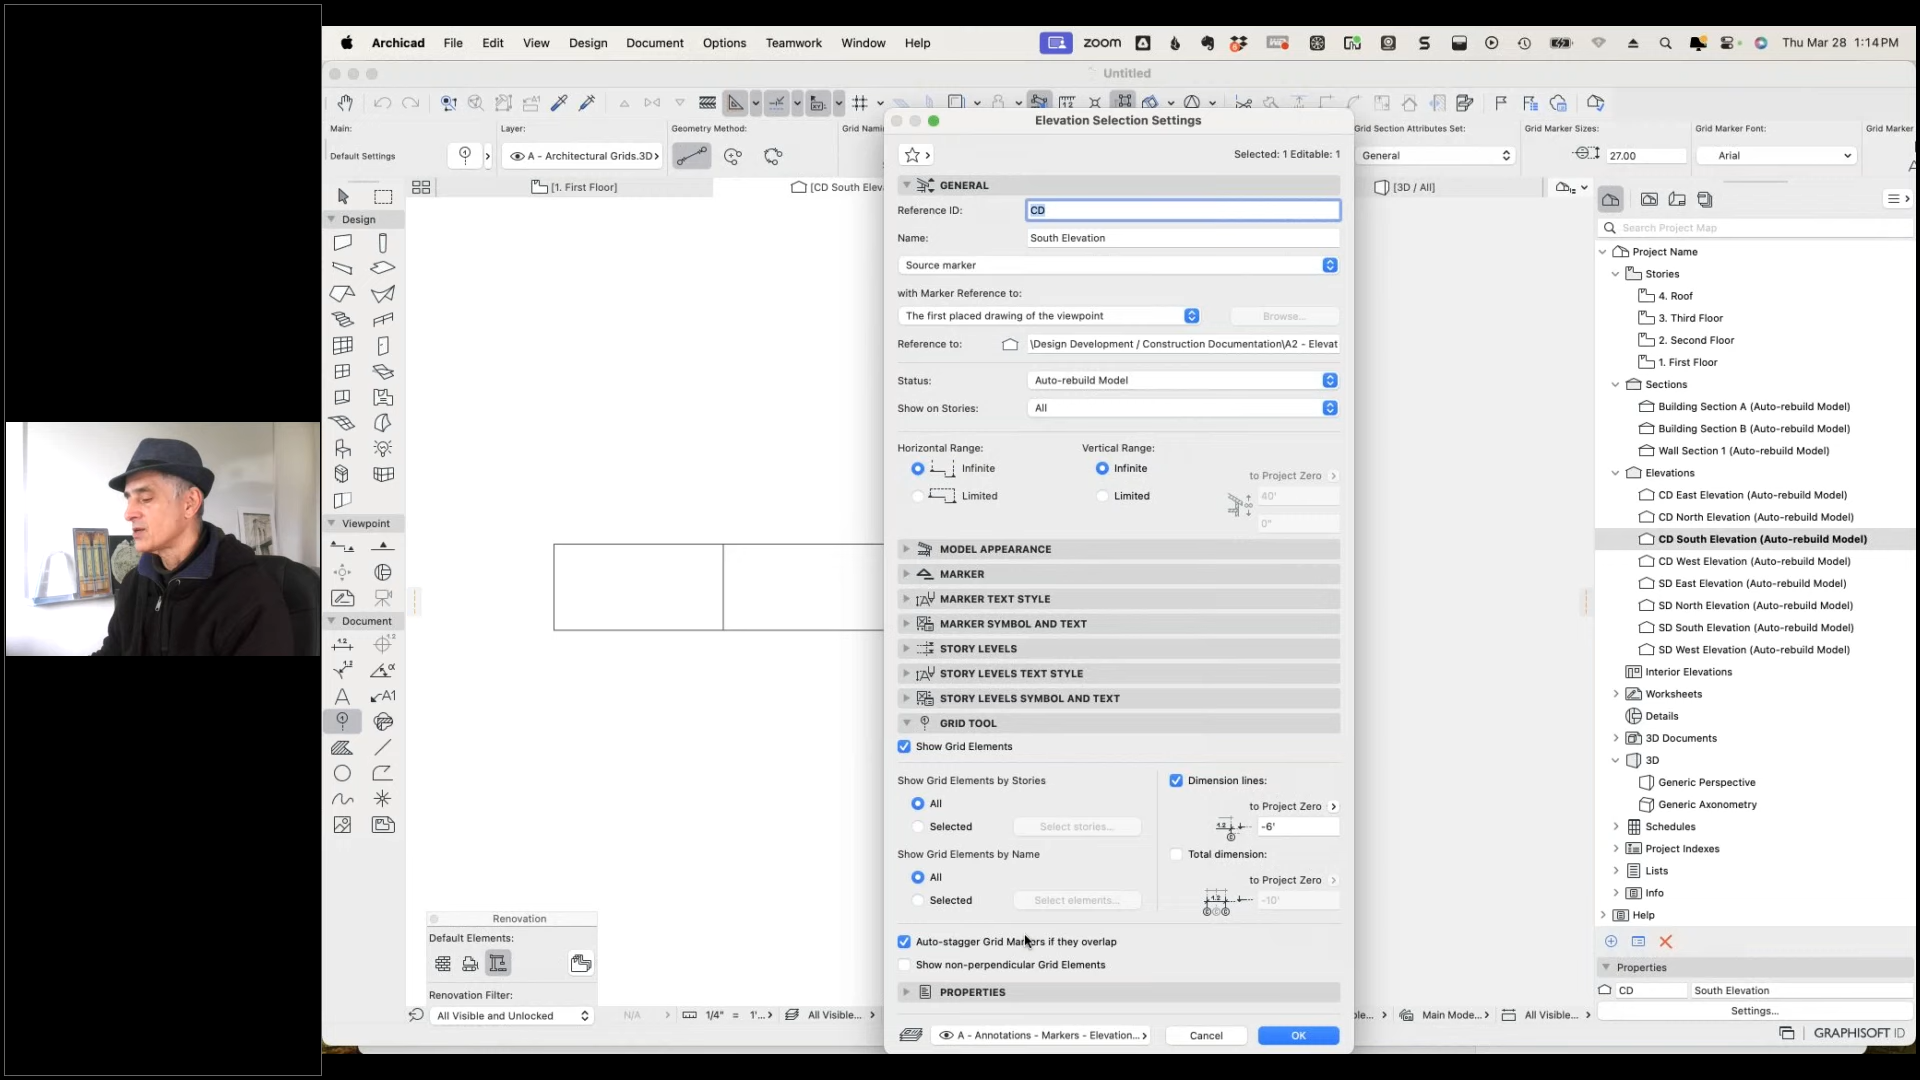 Archicad File Edit View Design Document Options Teamwork Window Help
zoom
Thu Mar 28 1:14 PM
Untitled
Main:
Default Settings
Layer:
A - Architectural Grids.3D
Geometry Method:
Grid Nami
Grid Section Attributes Set:
General
Grid Marker Sizes:
27.00
Grid Marker Font:
Arial
Grid Marker
[1. First Floor]
[CD South Eleva
[3D / All]
Design
Viewpoint
Document
Elevation Selection Settings
Selected: 1 Editable: 1
GENERAL
Reference ID:
CD
Name:
South Elevation
Source marker
with Marker Reference to:
The first placed drawing of the viewpoint
Browse...
Reference to:
\Design Development / Construction Documentation\A2 - Elevat
Status:
Auto-rebuild Model
Show on Stories:
All
Horizontal Range:
Infinite
Limited
Vertical Range:
Infinite
Limited
to Project Zero
40'
0"
MODEL APPEARANCE
MARKER
MARKER TEXT STYLE
MARKER SYMBOL AND TEXT
STORY LEVELS
STORY LEVELS TEXT STYLE
STORY LEVELS SYMBOL AND TEXT
GRID TOOL
Show Grid Elements
Show Grid Elements by Stories
All
Selected
Select stories...
Show Grid Elements by Name
All
Selected
Select elements...
Dimension lines:
to Project Zero
-6'
Total dimension:
to Project Zero
-10'
Auto-stagger Grid Markers if they overlap
Show non-perpendicular Grid Elements
PROPERTIES
A - Annotations - Markers - Elevation...
Cancel
OK
Renovation
Default Elements:
Renovation Filter:
All Visible and Unlocked
N/A
1/4" = 1'...
All Visible...
ble...
Main Mode...
All Visible...
Search Project Map
Project Name
Stories
4. Roof
3. Third Floor
2. Second Floor
1. First Floor
Sections
Building Section A (Auto-rebuild Model)
Building Section B (Auto-rebuild Model)
Wall Section 1 (Auto-rebuild Model)
Elevations
CD East Elevation (Auto-rebuild Model)
CD North Elevation (Auto-rebuild Model)
CD South Elevation (Auto-rebuild Model)
CD West Elevation (Auto-rebuild Model)
SD East Elevation (Auto-rebuild Model)
SD North Elevation (Auto-rebuild Model)
SD South Elevation (Auto-rebuild Model)
SD West Elevation (Auto-rebuild Model)
Interior Elevations
Worksheets
Details
3D Documents
3D
Generic Perspective
Generic Axonometry
Schedules
Project Indexes
Lists
Info
Help
Properties
CD
South Elevation
Settings...
GRAPHISOFT ID